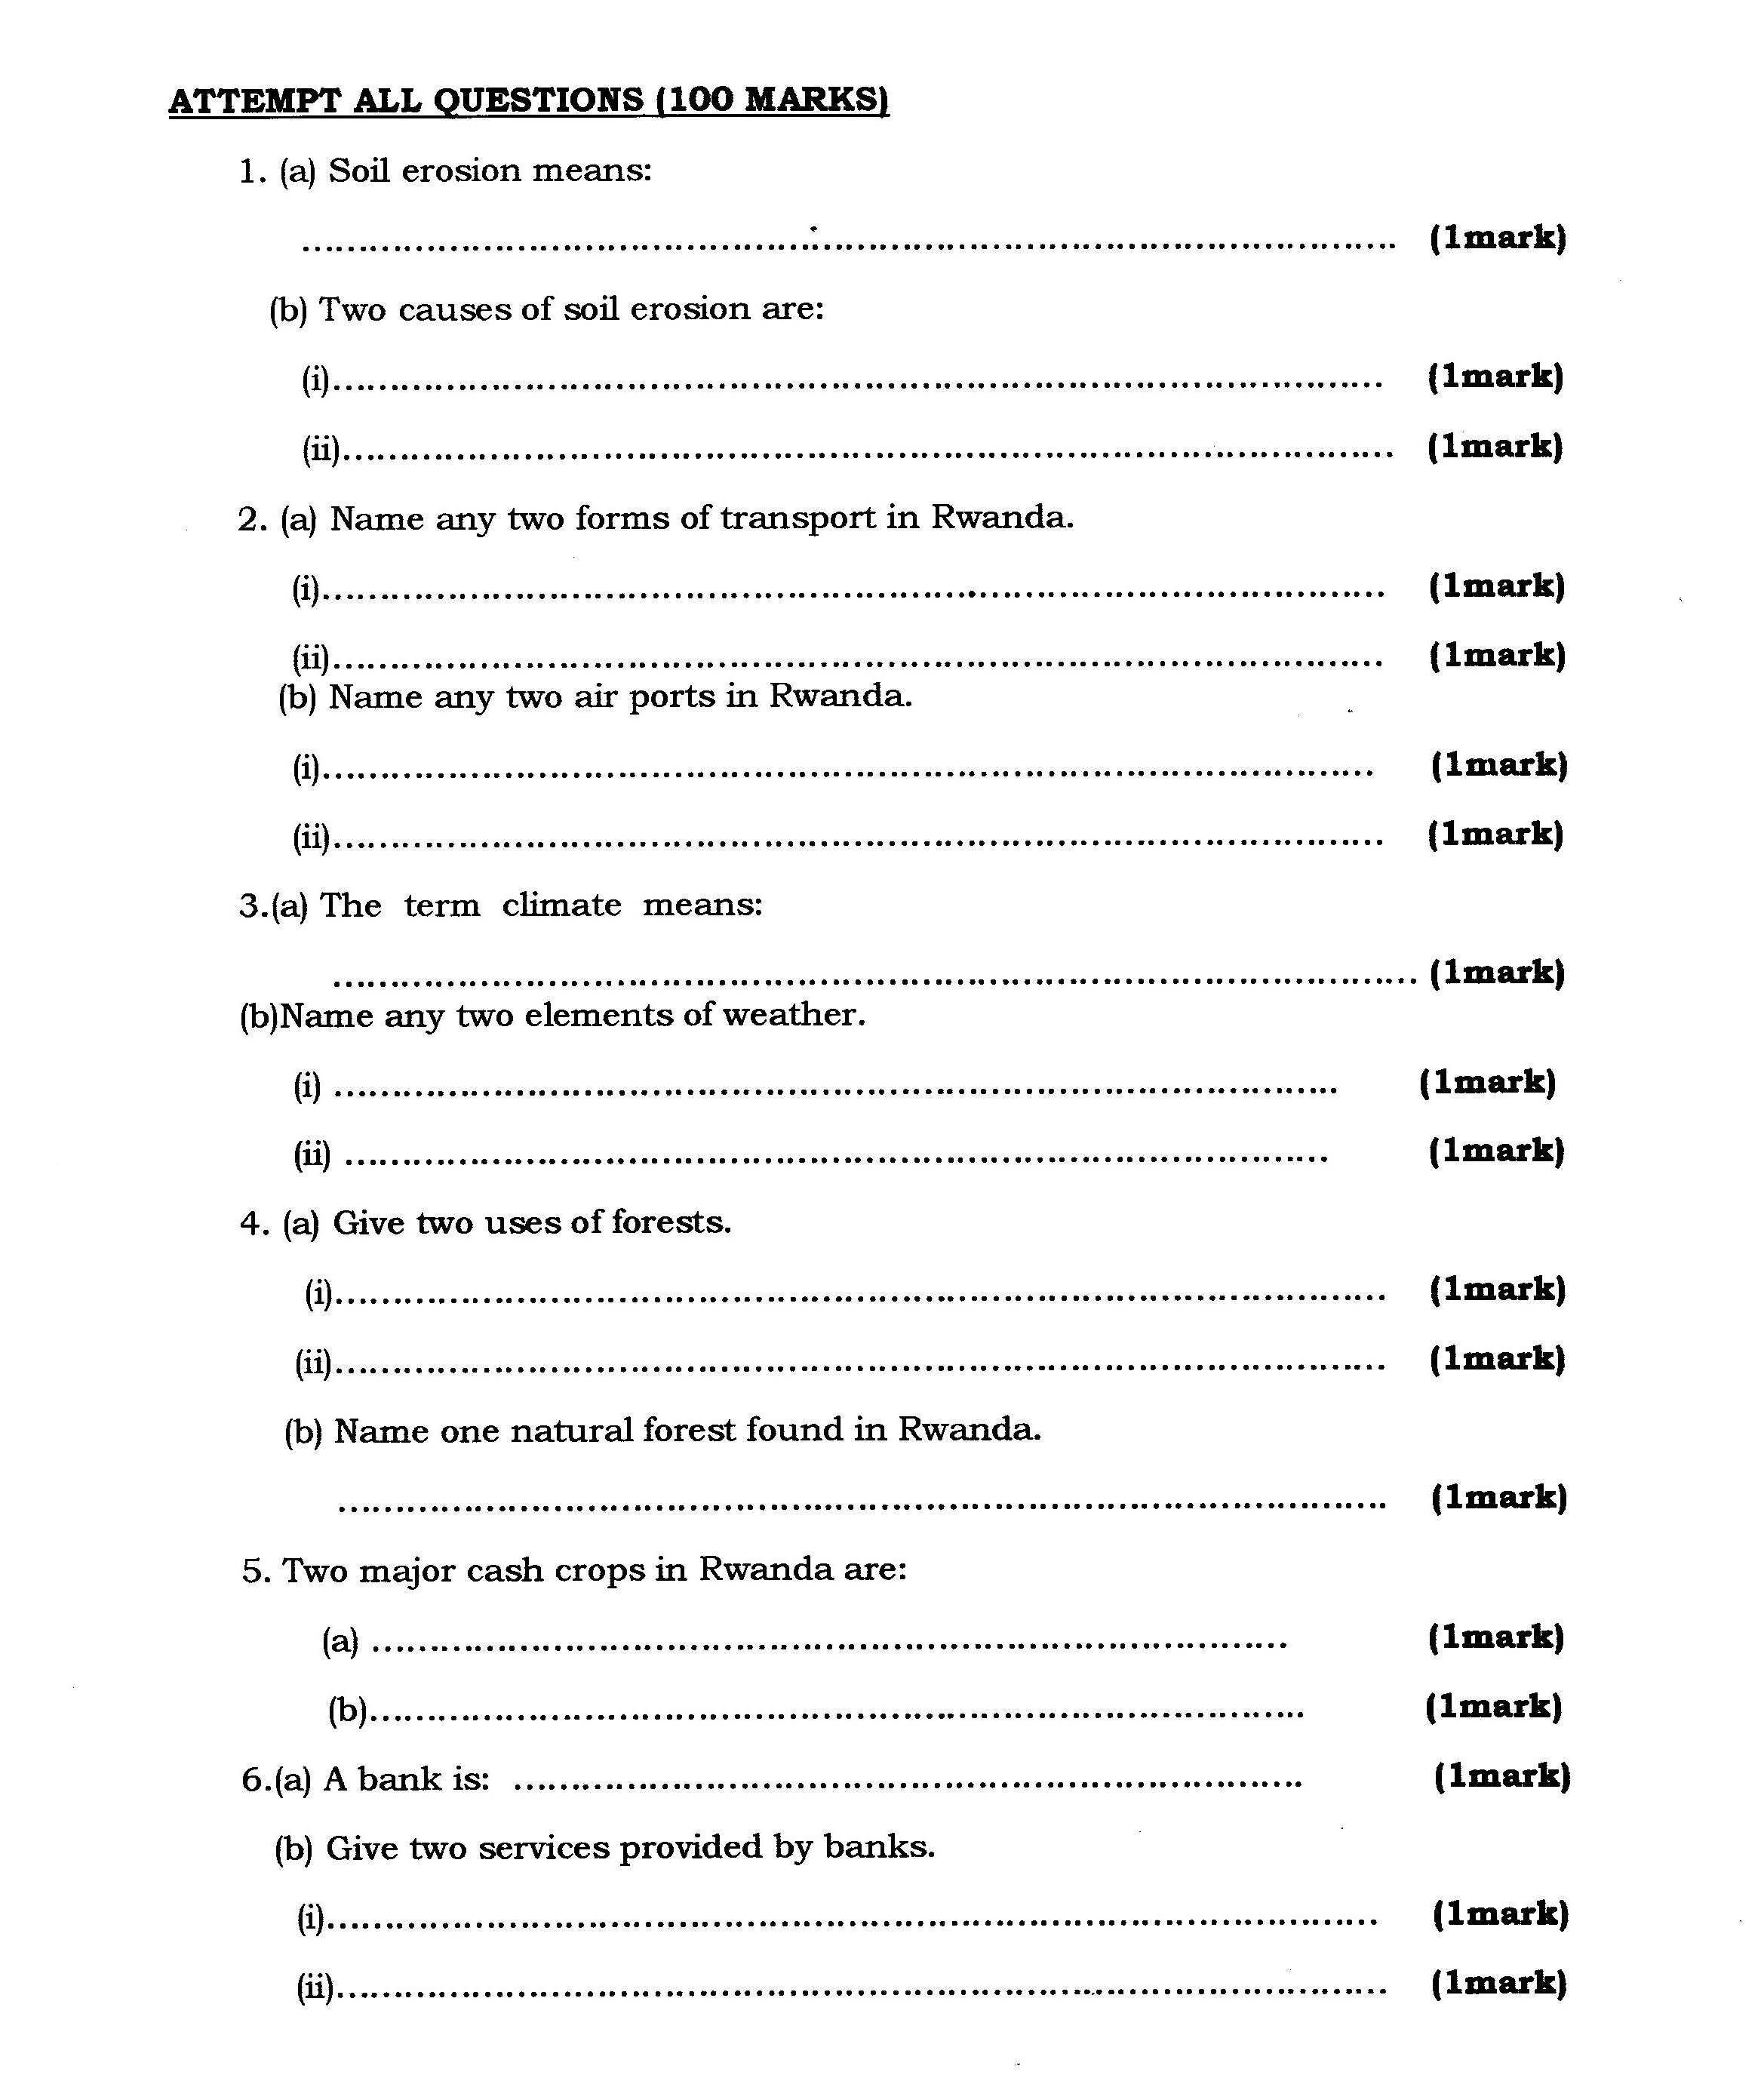 ATTEMPT ALL QUESTIONS (100 MARKS)
1. (a) Soil erosion means:
................................................................................................ (1mark)
(b) Two causes of soil erosion are:
(i)............................................................................................ (1mark)
(ii)............................................................................................ (1mark)
2. (a) Name any two forms of transport in Rwanda.
(i)............................................................................................. (1mark)
(ii)............................................................................................ (1mark)
(b) Name any two air ports in Rwanda.
(i)............................................................................................ (1mark)
(ii)............................................................................................ (1mark)
3.(a) The term climate means:
............................................................................................... (1mark)
(b)Name any two elements of weather.
(i) ........................................................................................ (1mark)
(ii) ...................................................................................... (1mark)
4. (a) Give two uses of forests.
(i)............................................................................................ (1mark)
(ii)............................................................................................ (1mark)
(b) Name one natural forest found in Rwanda.
............................................................................................ (1mark)
5. Two major cash crops in Rwanda are:
(a) ................................................................................ (1mark)
(b).................................................................................. (1mark)
6.(a) A bank is: ..................................................................... (1mark)
(b) Give two services provided by banks.
(i)............................................................................................ (1mark)
(ii)............................................................................................ (1mark)